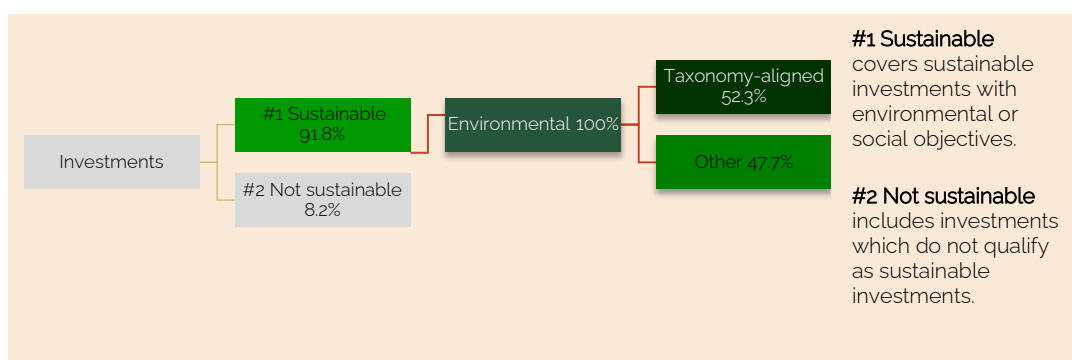 Investments
#1 Sustainable
91.8%
#2 Not sustainable
8.2%
Environmental 100%
Taxonomy-aligned
52.3%
Other 47.7%
#1 Sustainable
covers sustainable
investments with
environmental or
social objectives.
#2 Not sustainable
includes investments
which do not qualify
as sustainable
investments.